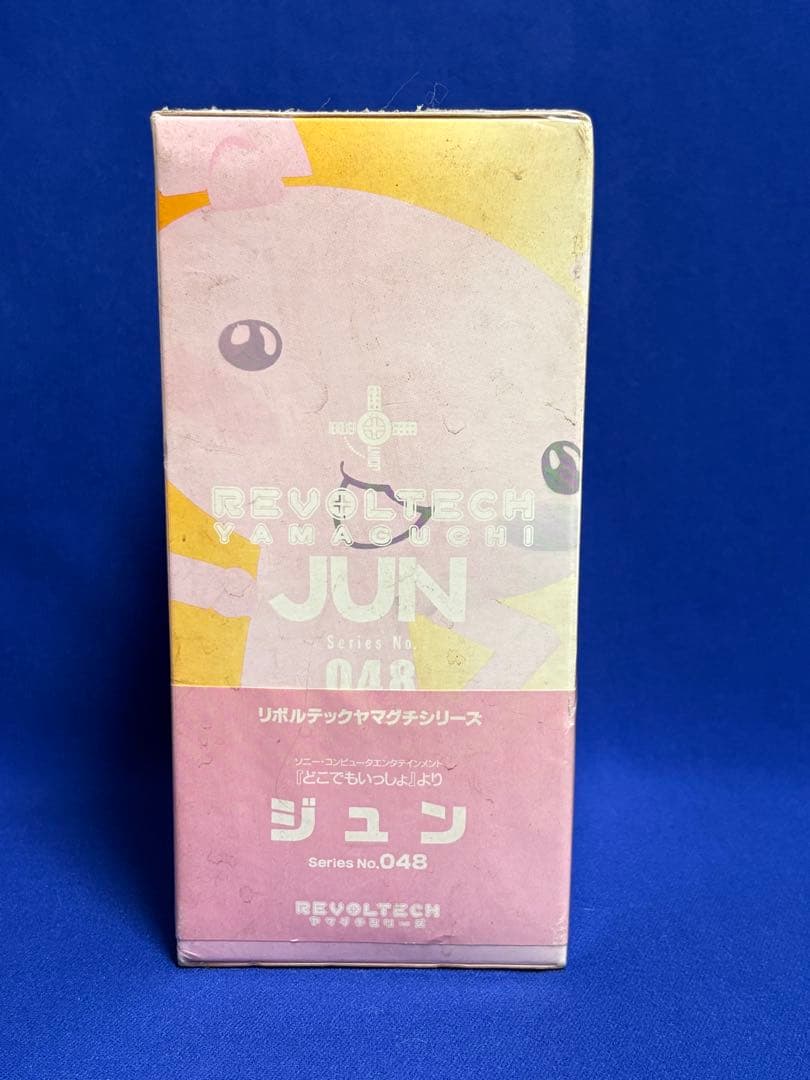 REVOLTECH
YAMAGUCHI
JUN
Series No.
048
リボルテックヤマグチシリーズ
ソニー・コンピュータエンタテインメント
『どこでもいっしょ』より
ジュン
Series No.048
REVOLTECH
ヤマグチシリーズ